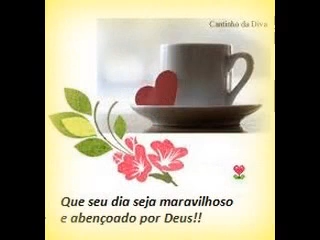 Cantinho da Diva
Que seu dia seja maravilhoso
e abençoado por Deus!!